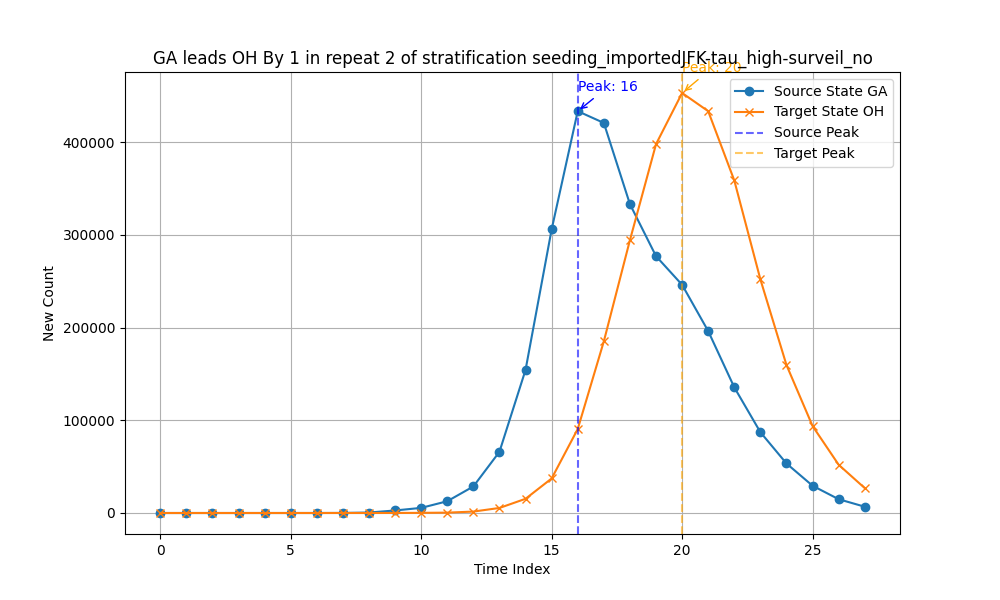 GA leads OH By 1 in repeat 2 of stratification seeding_importedJFK-tau_high-surveil_no
Peak: 20
Peak: 16
Source State GA
Target State OH
Source Peak
Target Peak
New Count
400000
300000
200000
100000
0
0 5 10 15 20 25
Time Index